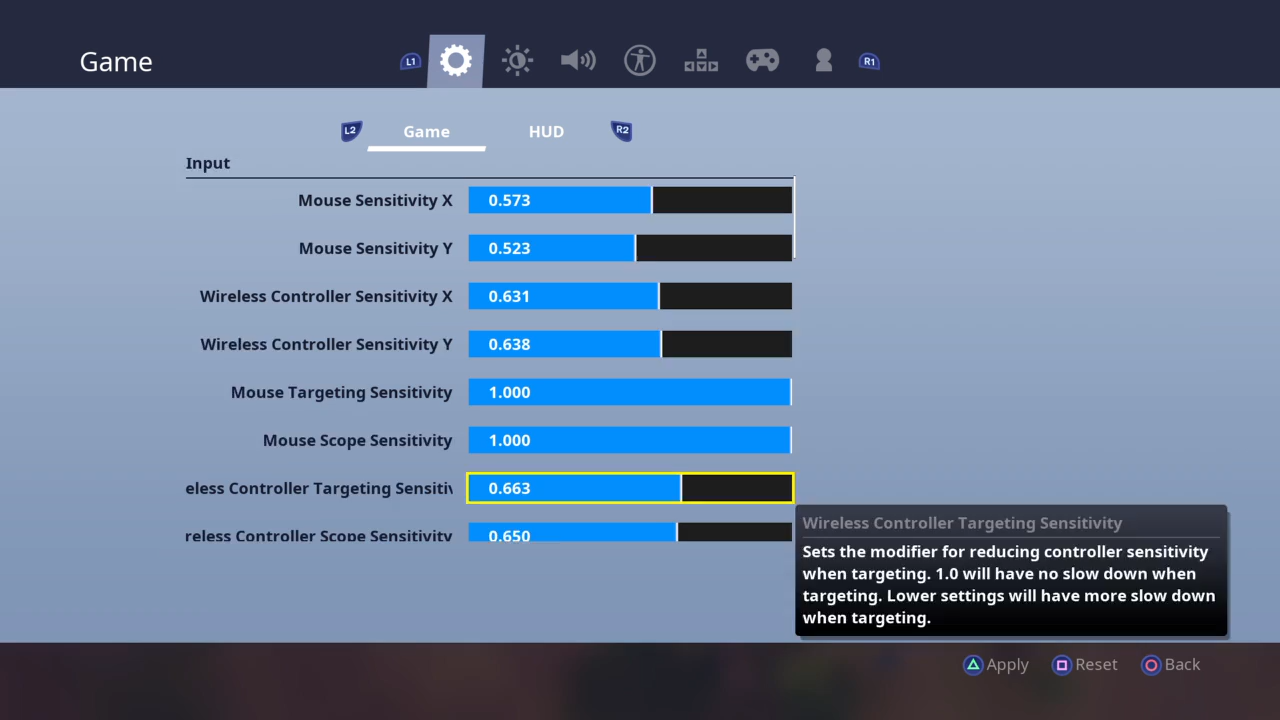 Game
L1
R1
L2
Game
HUD
R2
Input
Mouse Sensitivity X
0.573
Mouse Sensitivity Y
0.523
Wireless Controller Sensitivity X
0.631
Wireless Controller Sensitivity Y
0.638
Mouse Targeting Sensitivity
1.000
Mouse Scope Sensitivity
1.000
eless Controller Targeting Sensitiv
0.663
reless Controller Scope Sensitivity
0.650
Wireless Controller Targeting Sensitivity
Sets the modifier for reducing controller sensitivity
when targeting. 1.0 will have no slow down when
targeting. Lower settings will have more slow down
when targeting.
Apply
Reset
Back